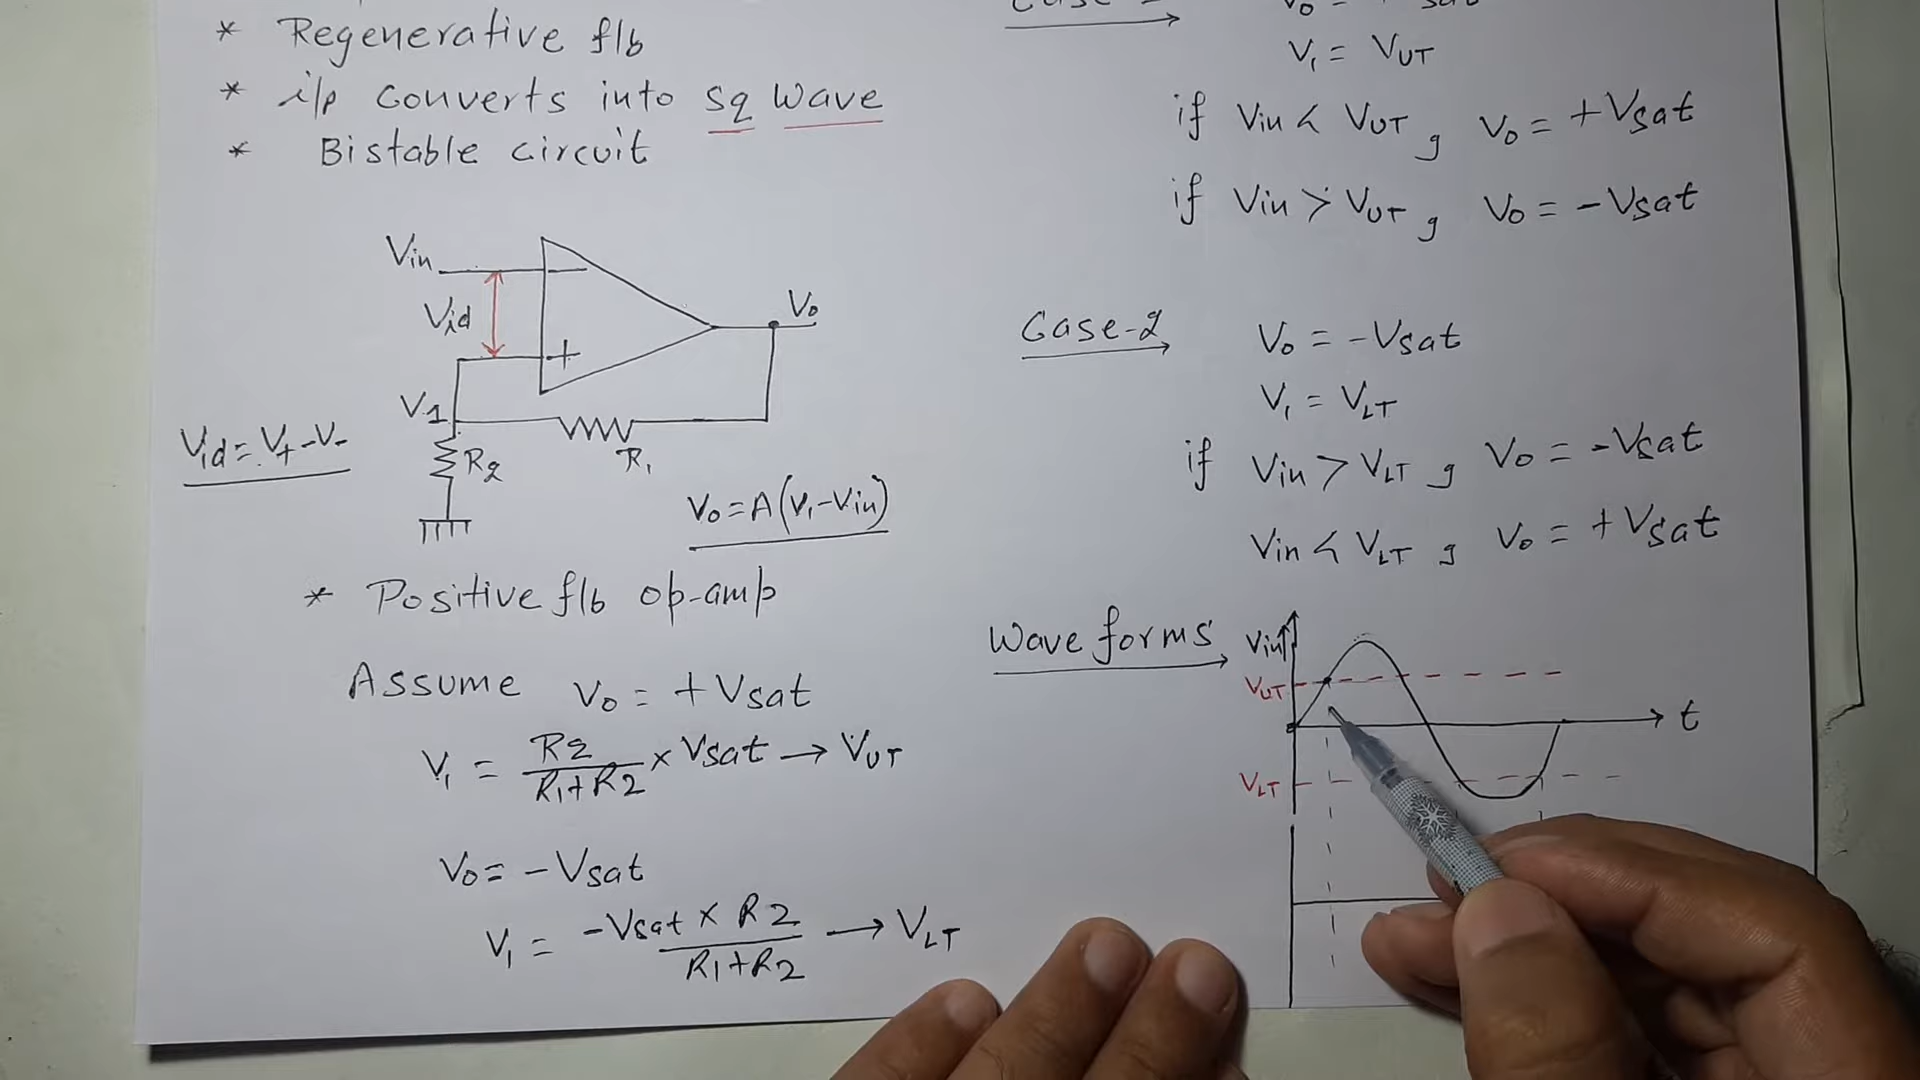 * Regenerative f/b
* i/p converts into sq wave
* Bistable circuit
Vin
Vid
-
+
Vo
V1
R2
R1
Vid = V+ - V-
Vo = A(V1 - Vin)
* Positive f/b op-amp
Assume Vo = +Vsat
V1 = R2/(R1+R2) × Vsat → VUT
Vo = -Vsat
V1 = -Vsat × R2/(R1+R2) → VLT
V1 = VUT
if Vin < VUT, Vo = +Vsat
if Vin > VUT, Vo = -Vsat
Case-2 Vo = -Vsat
V1 = VLT
if Vin > VLT, Vo = -Vsat
Vin < VLT, Vo = +Vsat
Wave forms
Vin
VUT
t
VLT